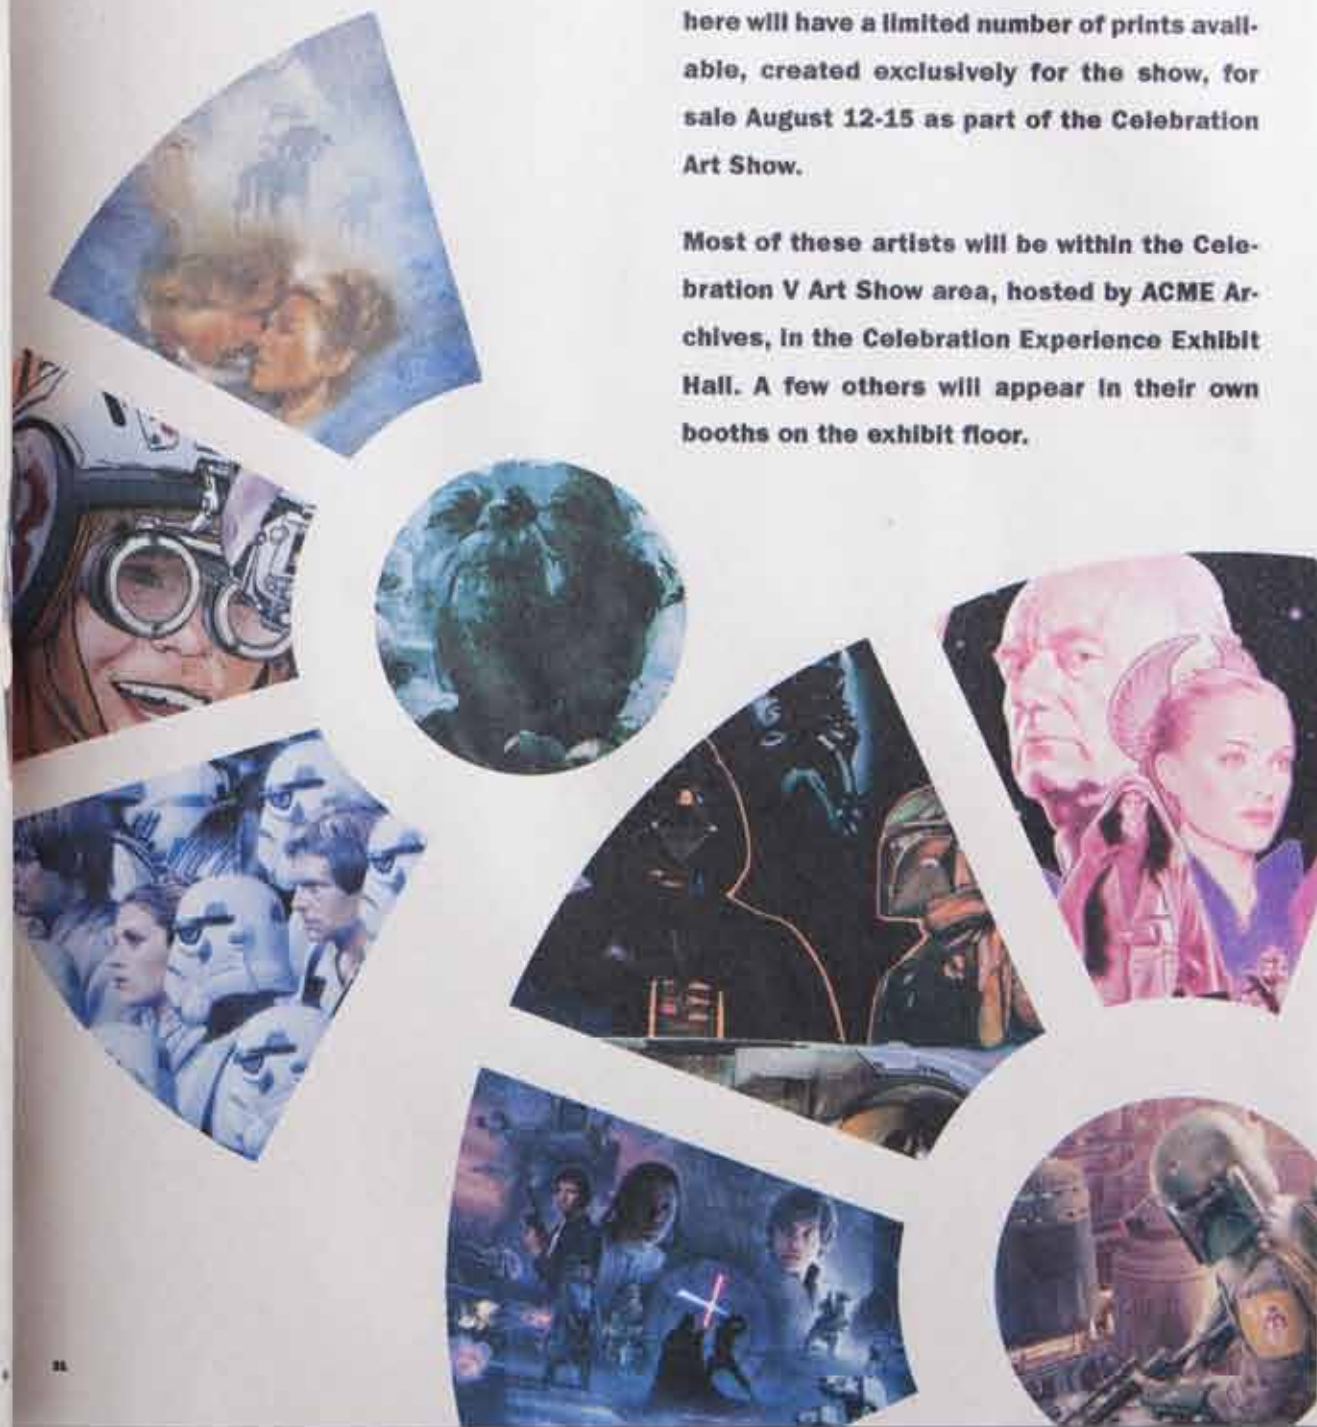 here will have a limited number of prints avail-
able, created exclusively for the show, for
sale August 12-15 as part of the Celebration
Art Show.
Most of these artists will be within the Cele-
bration V Art Show area, hosted by ACME Ar-
chives, in the Celebration Experience Exhibit
Hall. A few others will appear in their own
booths on the exhibit floor.